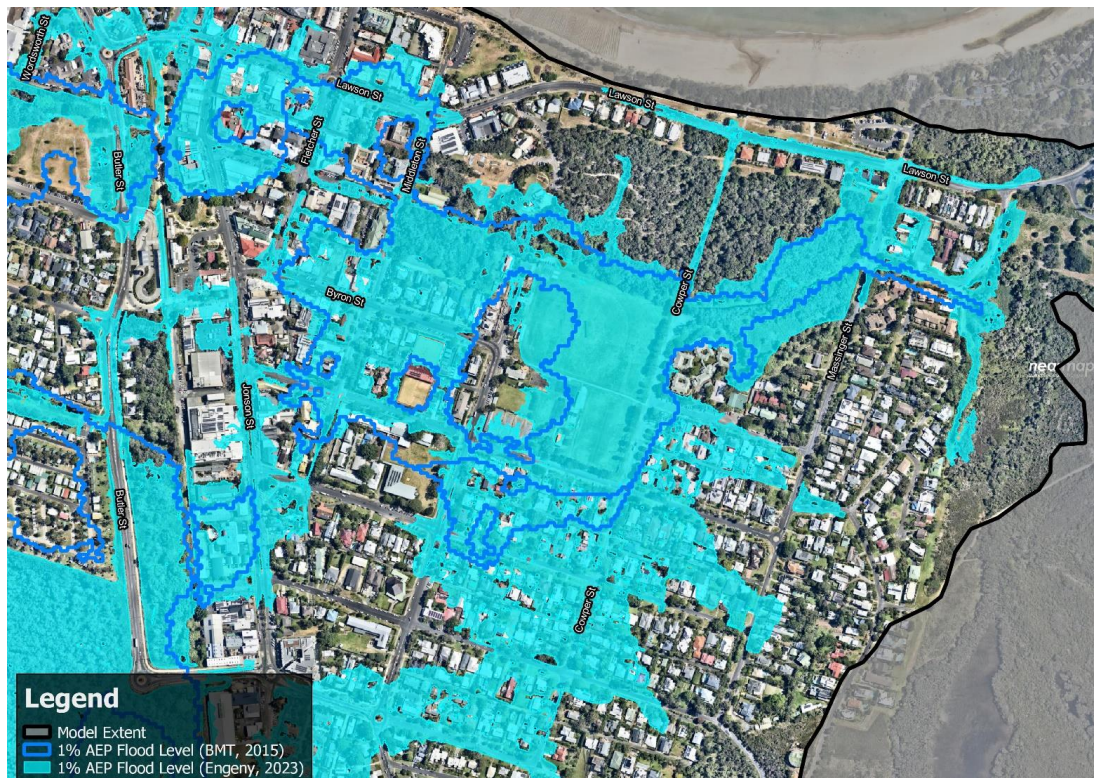 Wordsworth St
Lawson St
Lawson St
Fletcher St
Butler St
Middleton St
Lawson St
Byron St
Cowper St
Massinger St
nearmap
Jonson St
Butler St
Cowper St
Legend
Model Extent
1% AEP Flood Level (BMT, 2015)
1% AEP Flood Level (Engeny, 2023)